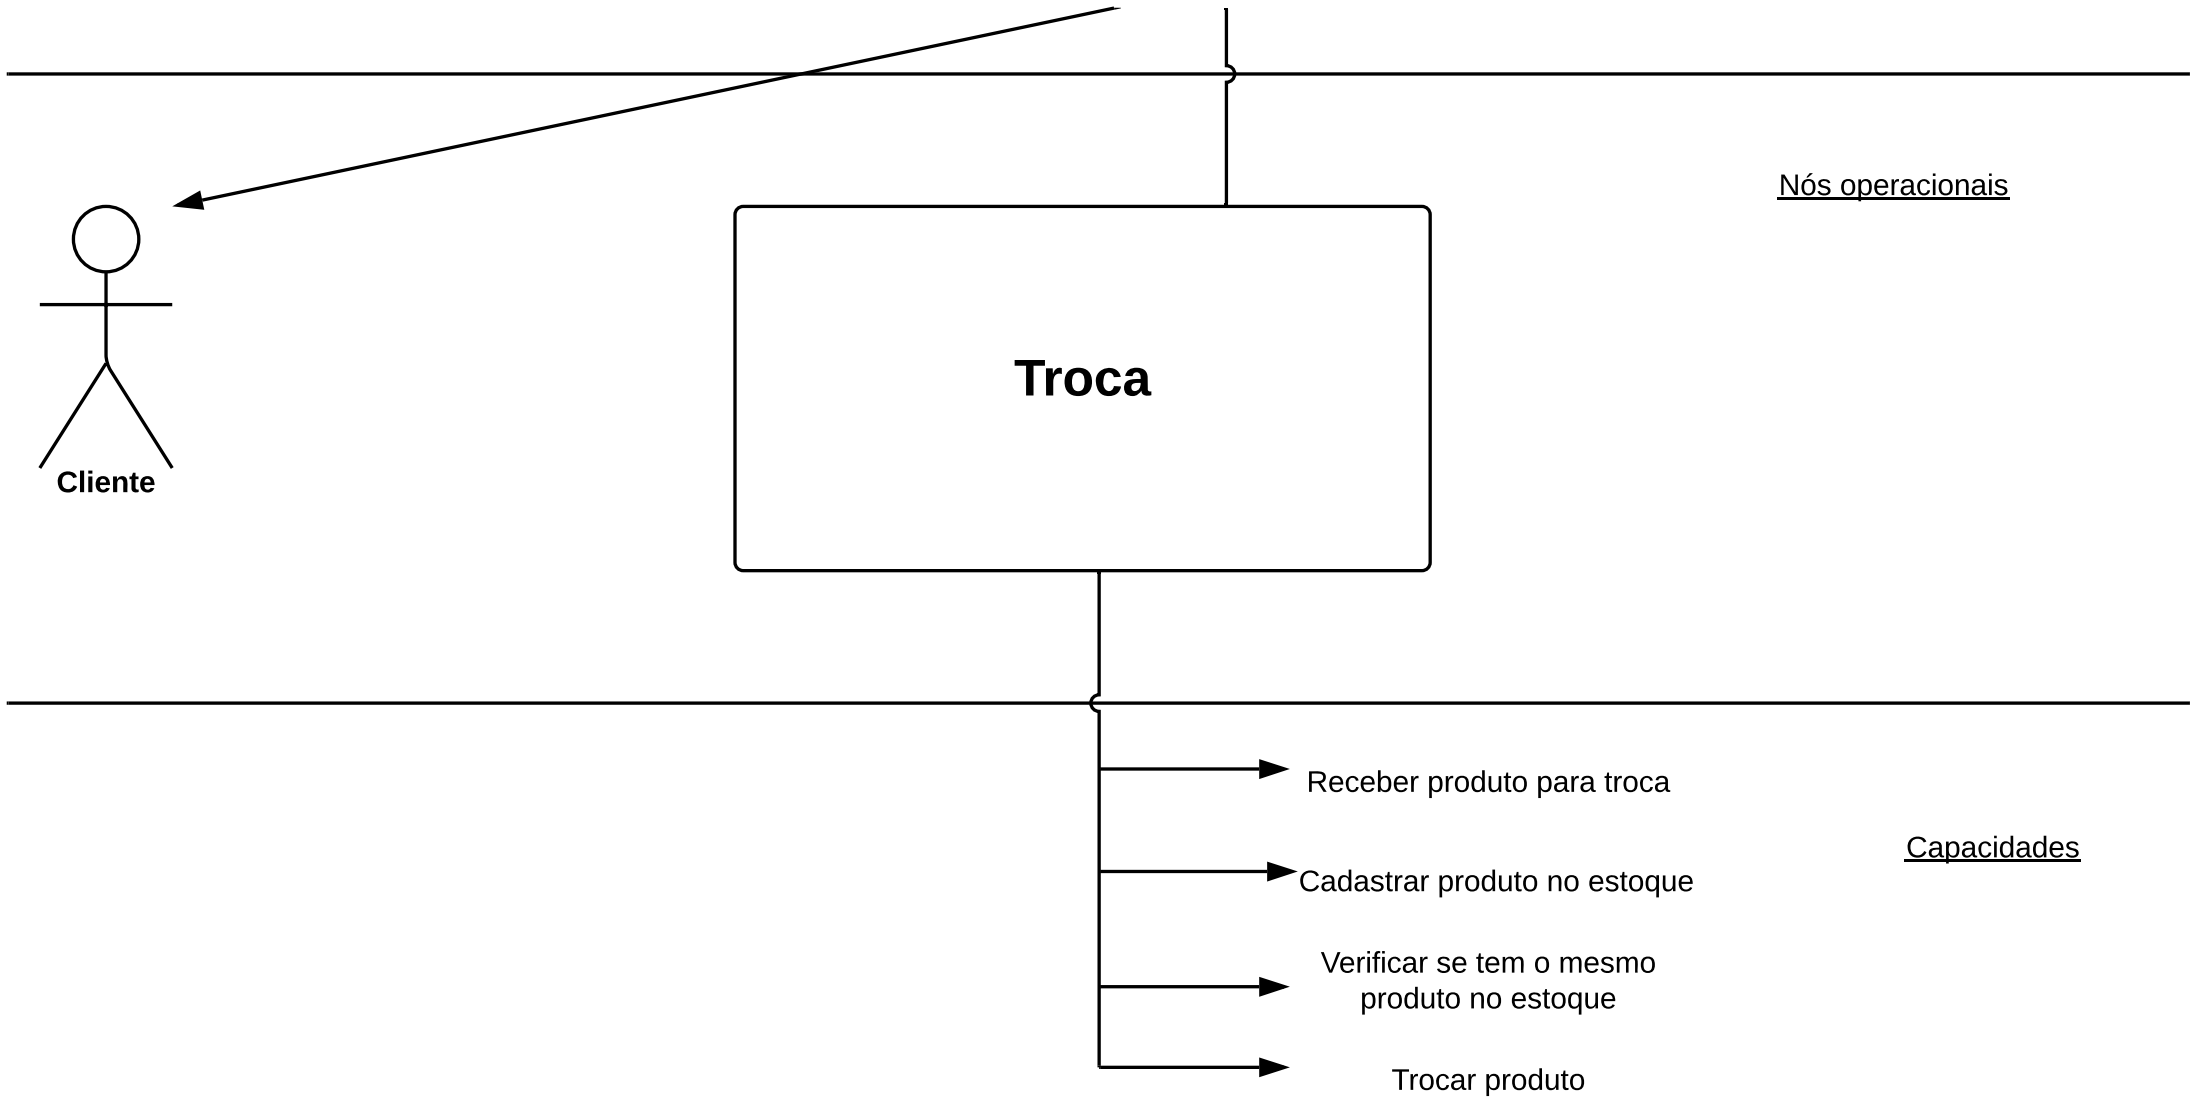 Nós operacionais
Troca
Cliente
Receber produto para troca
Capacidades
Cadastrar produto no estoque
Verificar se tem o mesmo
produto no estoque
Trocar produto